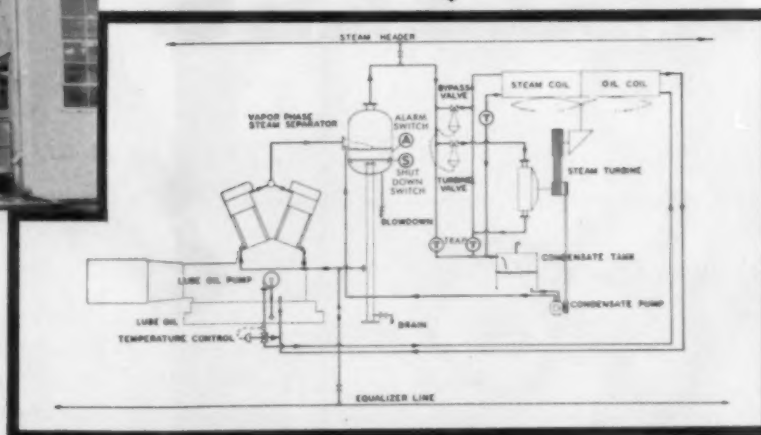 STEAM HEADER
VAPOR PHASE
STEAM SEPARATOR
ALARM
SWITCH
A
S
SHUT
DOWN
SWITCH
BYPASS
VALVE
STEAM COIL
OIL COIL
T
TURBINE
VALVE
STEAM TURBINE
BLOWDOWN
T
TRAP
T
CONDENSATE TANK
LUBE OIL PUMP
CONDENSATE PUMP
LUBE OIL
DRAIN
TEMPERATURE CONTROL
EQUALIZER LINE